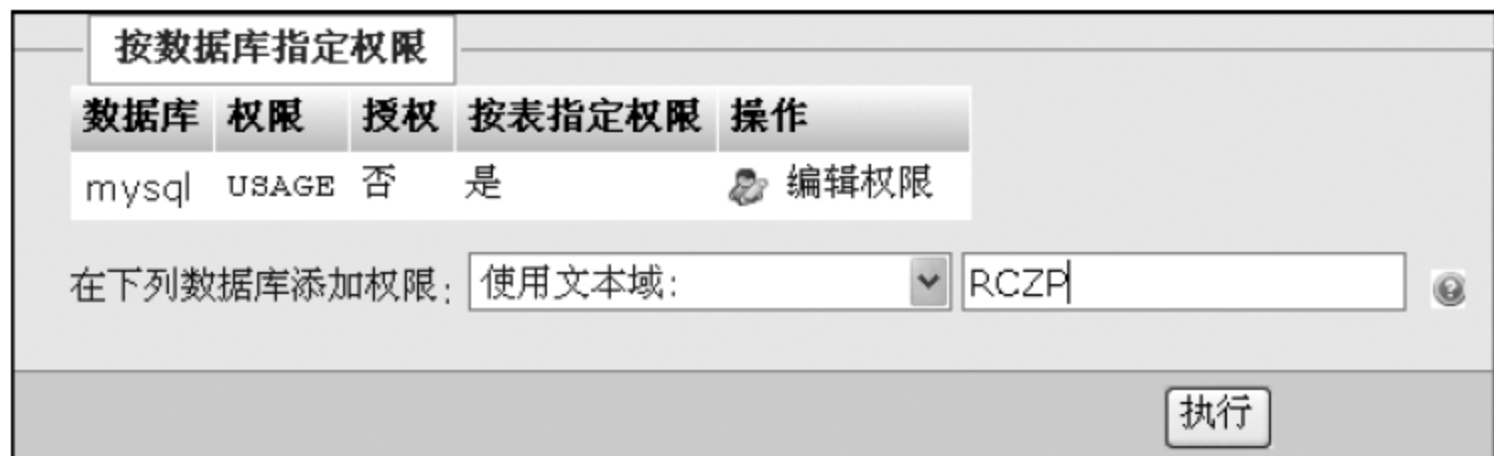 按数据库指定权限
数据库 权限 授权 按表指定权限 操作
mysql USAGE 否 是 编辑权限
在下列数据库添加权限: 使用文本域: RCZP
执行